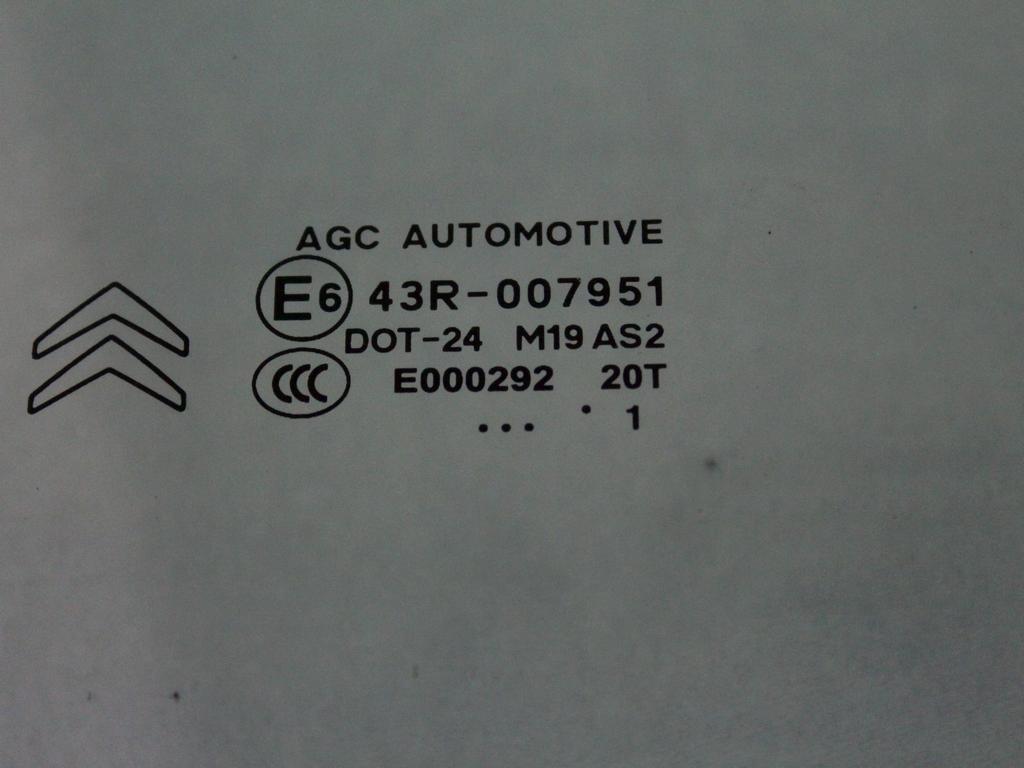 AGC AUTOMOTIVE
E6 43R-007951
DOT-24 M19 AS2
CCC E000292 20T
... . 1